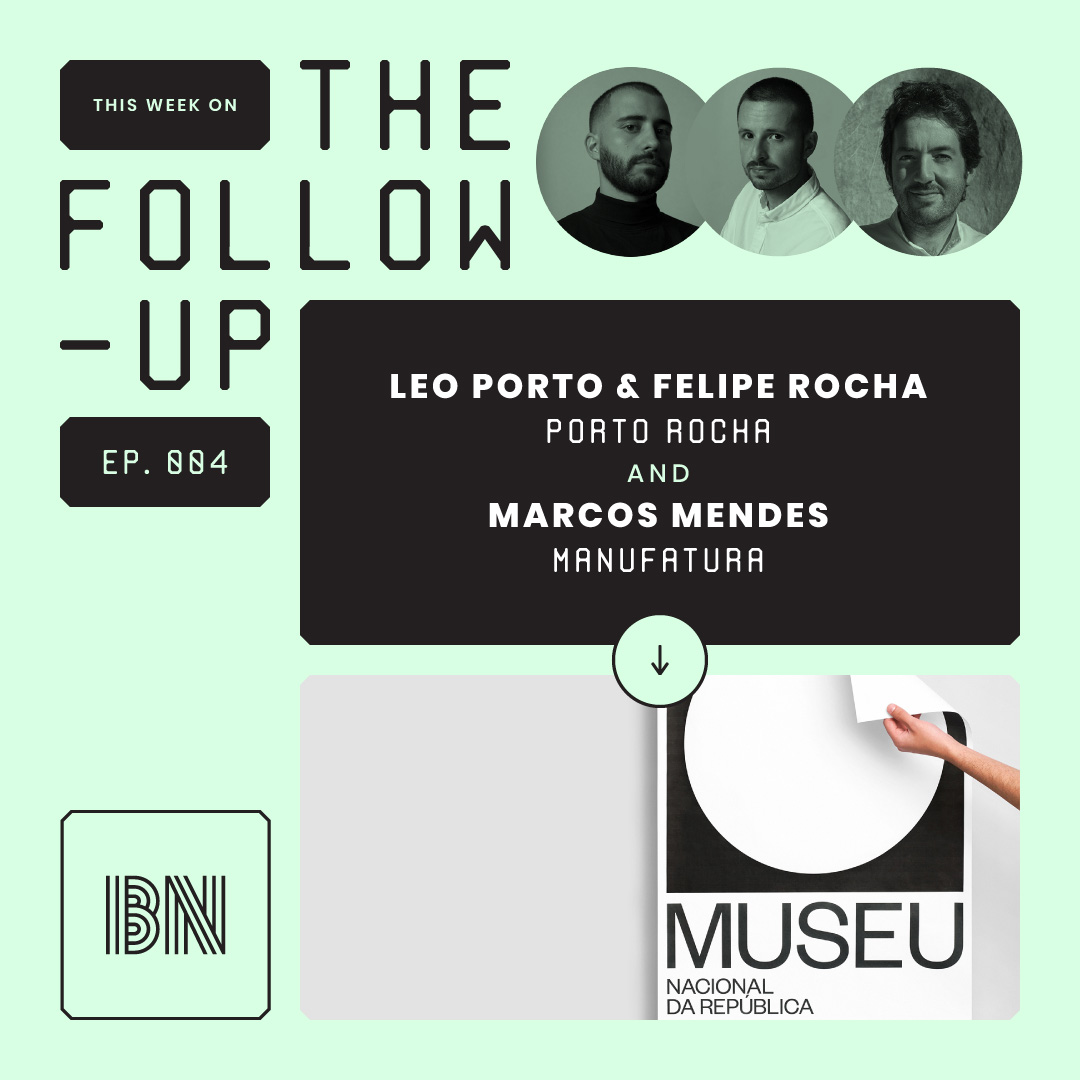 THIS WEEK ON
THE
FOLLOW
-UP
EP. 004
LEO PORTO & FELIPE ROCHA
PORTO ROCHA
AND
MARCOS MENDES
MANUFATURA
BN
MUSEU
NACIONAL
DA REPÚBLICA